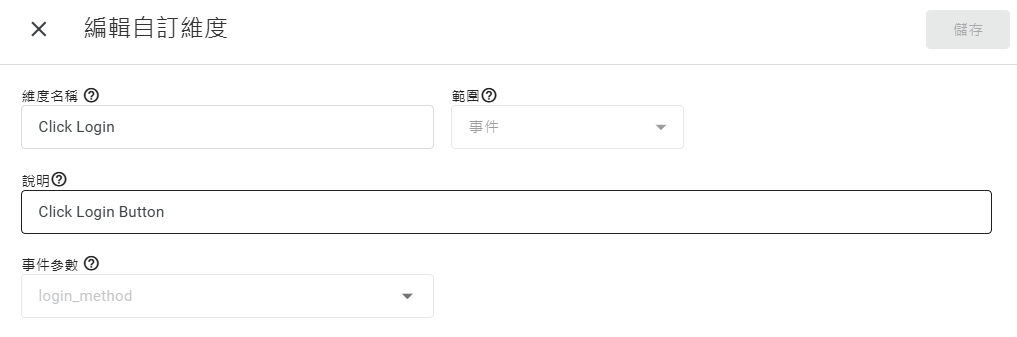 編輯自訂維度
儲存
維度名稱
範圍
Click Login
事件
說明
Click Login Button
事件參數
login_method